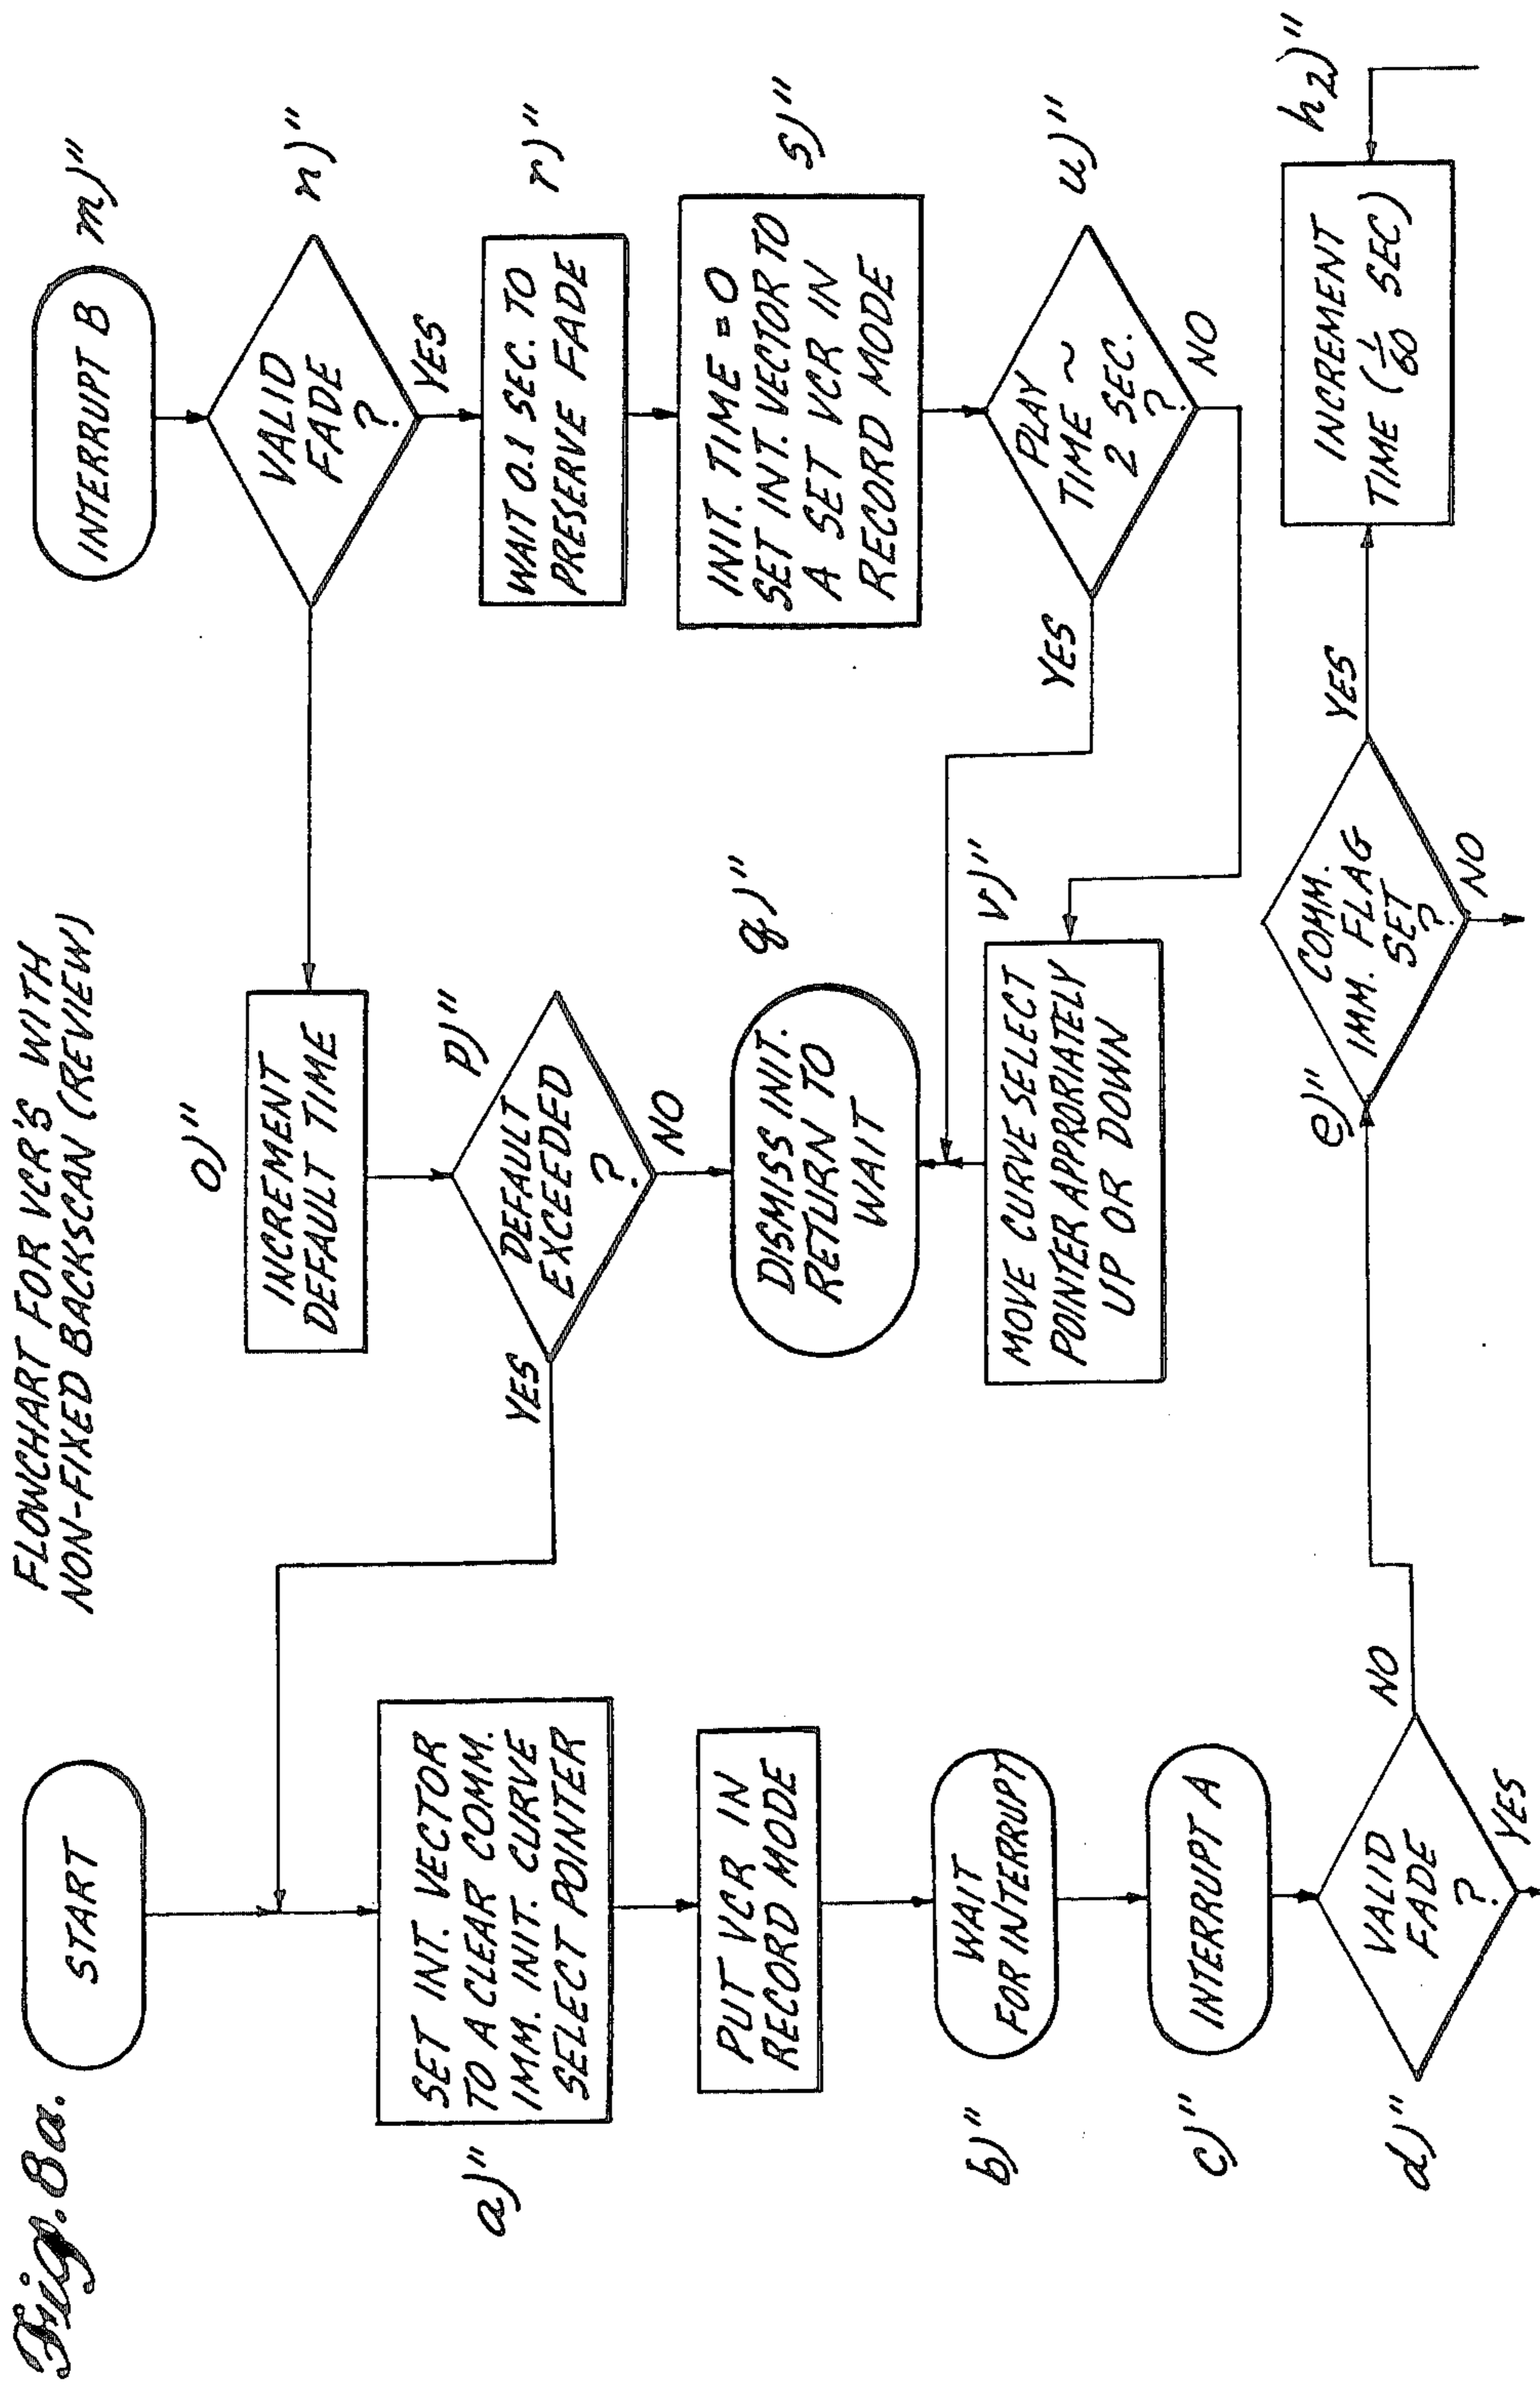 Fig. 8a.
FLOWCHART FOR VCR'S WITH
NON-FIXED BACKSCAN (REVIEW)
START
a)"
SET INT. VECTOR
TO A CLEAR COMM.
IMM. INIT. CURVE
SELECT POINTER
PUT VCR IN
RECORD MODE
b)"
WAIT
FOR INTERRUPT
c)"
INTERRUPT A
d)"
VALID
FADE
?
NO
YES
o)"
INCREMENT
DEFAULT TIME
p)"
DEFAULT
EXCEEDED
?
YES
NO
q)"
DISMISS INIT.
RETURN TO
WAIT
v)"
MOVE CURVE SELECT
POINTER APPRORIATELY
UP OR DOWN
e)"
COMM.
IMM. FLAG
SET
?
YES
NO
INTERRUPT B
m)"
VALID
FADE
?
n)"
YES
WAIT 0.1 SEC. TO
PRESERVE FADE
r)"
INIT. TIME = 0
SET INT. VECTOR TO
A SET VCR IN
RECORD MODE
s)"
PLAY
TIME ~
2 SEC.
?
u)"
YES
NO
INCREMENT
TIME (1/60 SEC)
h2)"